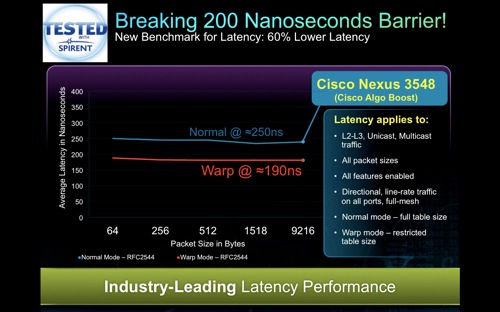 TESTED
WITH
SPIRENT
Breaking 200 Nanoseconds Barrier!
New Benchmark for Latency: 60% Lower Latency
Cisco Nexus 3548
(Cisco Algo Boost)
Latency applies to:
• L2-L3, Unicast, Multicast
traffic
• All packet sizes
• All features enabled
• Directional, line-rate traffic
on all ports, full-mesh
• Normal mode – full table size
• Warp mode – restricted
table size
Average Latency in Nanoseconds
400
350
300
250
200
150
100
50
0
Normal @ ≈250ns
Warp @ ≈190ns
64 256 512 1518 9216
Packet Size in Bytes
Normal Mode – RFC2544 Warp Mode – RFC2544
Industry-Leading Latency Performance